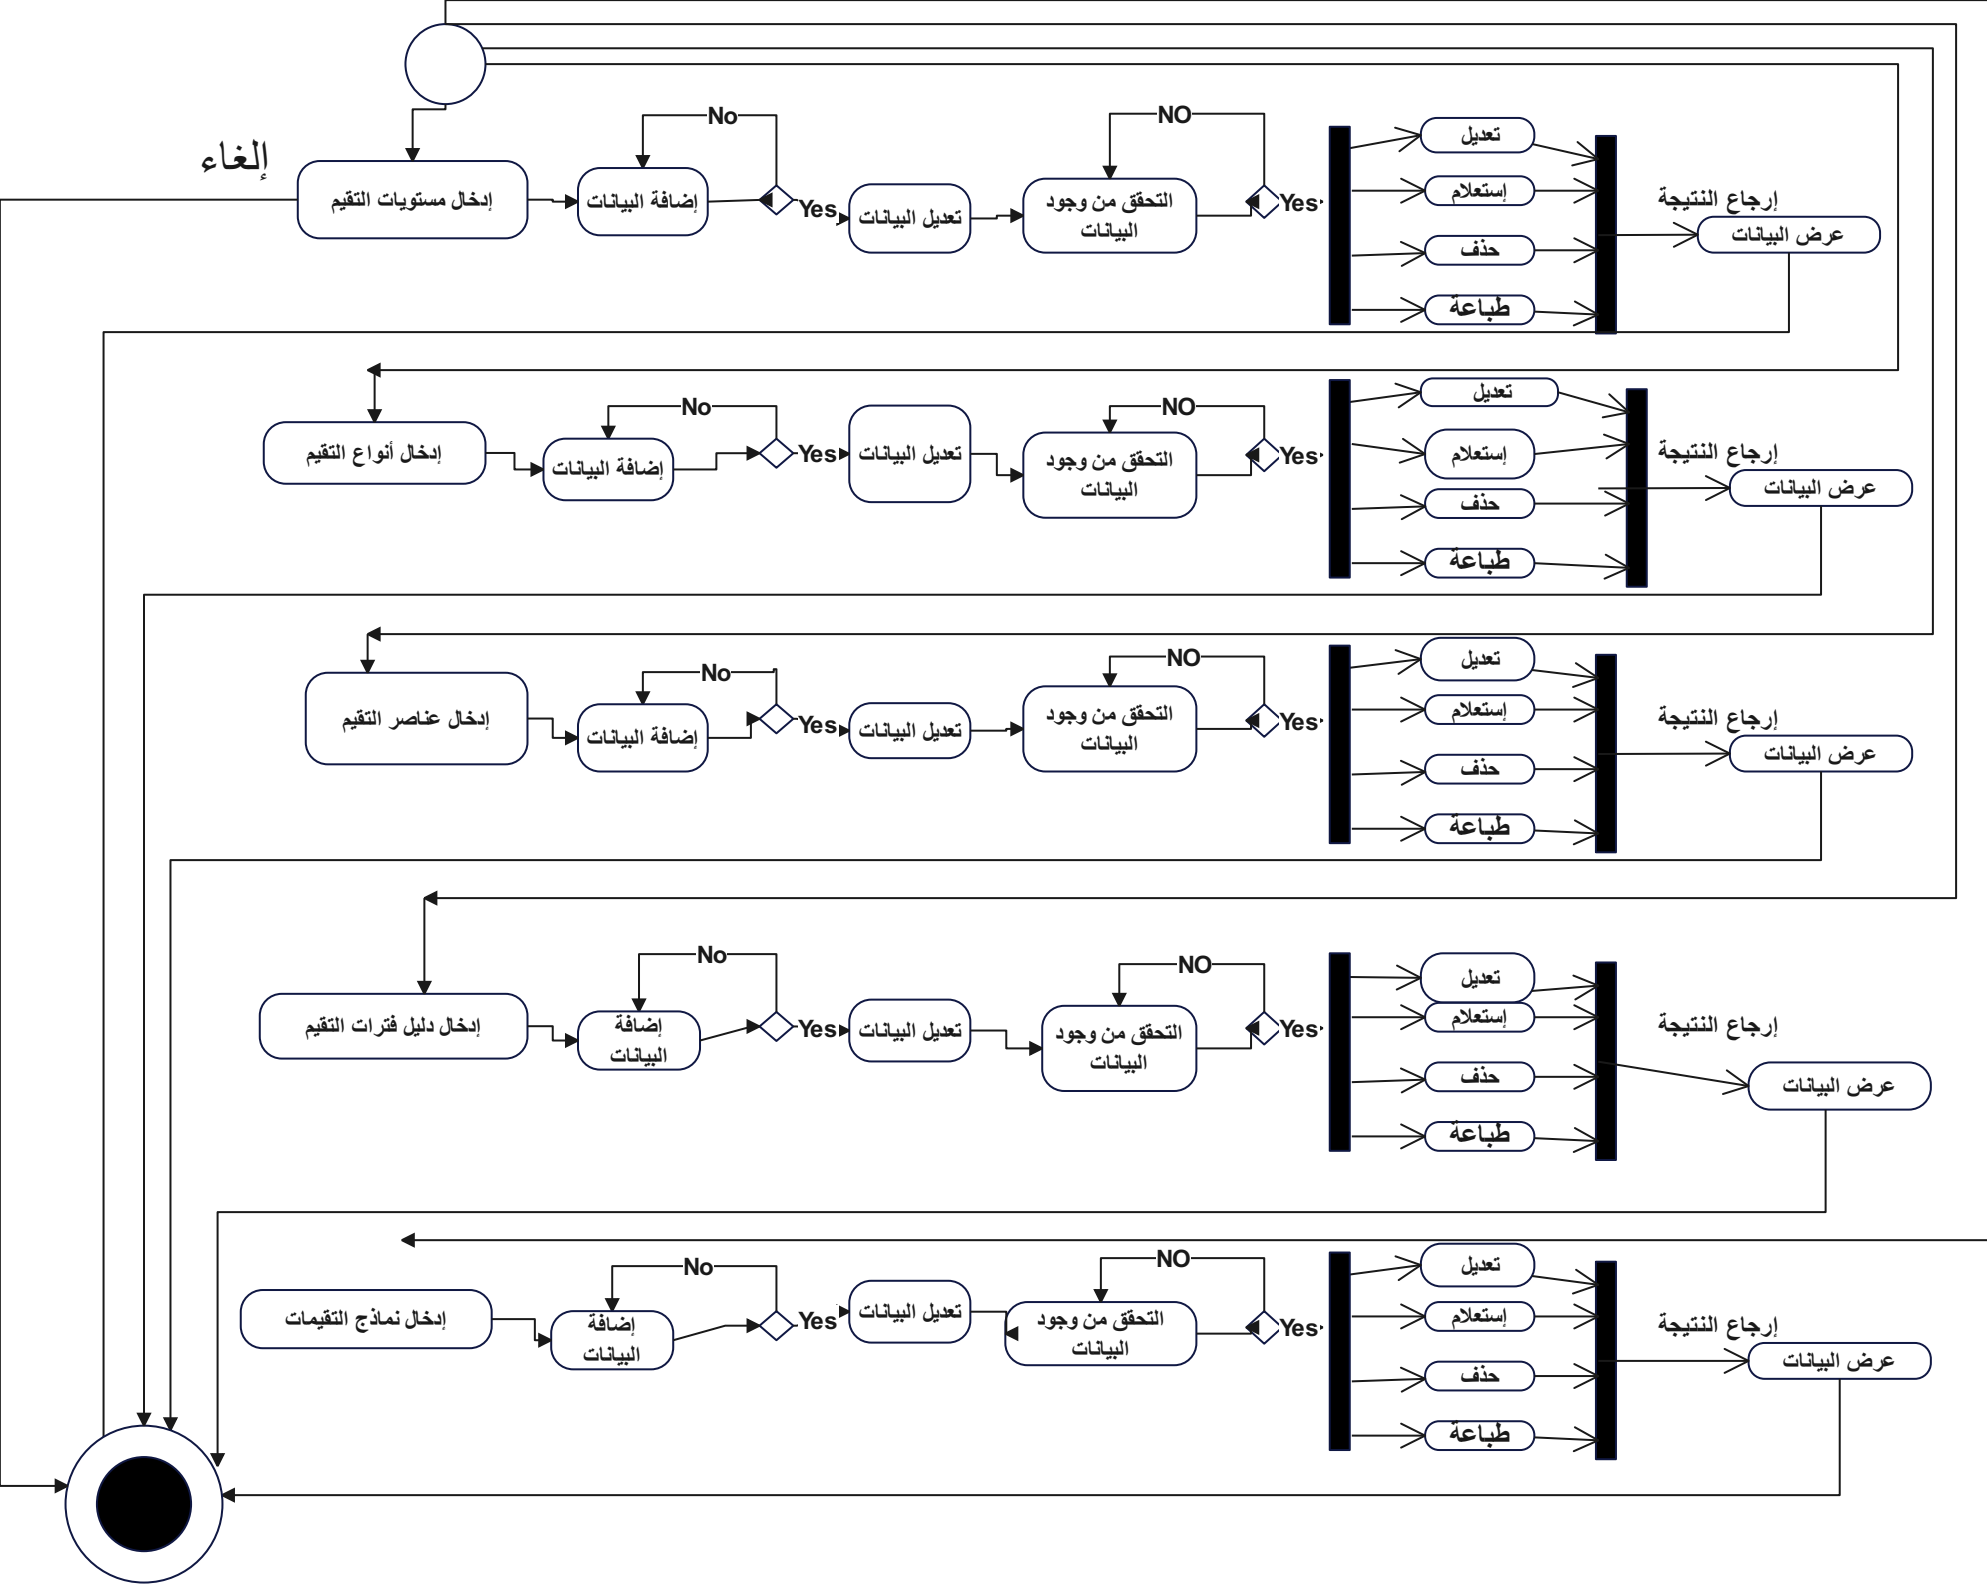 إلغاء
إدخال مستويات التقيم
إضافة البيانات
No
Yes
تعديل البيانات
التحقق من وجود
البيانات
NO
Yes
تعديل
إستعلام
حذف
طباعة
إرجاع النتيجة
عرض البيانات
إدخال أنواع التقيم
إضافة البيانات
No
Yes
تعديل البيانات
التحقق من وجود
البيانات
NO
Yes
تعديل
إستعلام
حذف
طباعة
إرجاع النتيجة
عرض البيانات
إدخال عناصر التقيم
إضافة البيانات
No
Yes
تعديل البيانات
التحقق من وجود
البيانات
NO
Yes
تعديل
إستعلام
حذف
طباعة
إرجاع النتيجة
عرض البيانات
إدخال دليل فترات التقيم
إضافة
البيانات
No
Yes
تعديل البيانات
التحقق من وجود
البيانات
NO
Yes
تعديل
إستعلام
حذف
طباعة
إرجاع النتيجة
عرض البيانات
إدخال نماذج التقيمات
إضافة
البيانات
No
Yes
تعديل البيانات
التحقق من وجود
البيانات
NO
Yes
تعديل
إستعلام
حذف
طباعة
إرجاع النتيجة
عرض البيانات